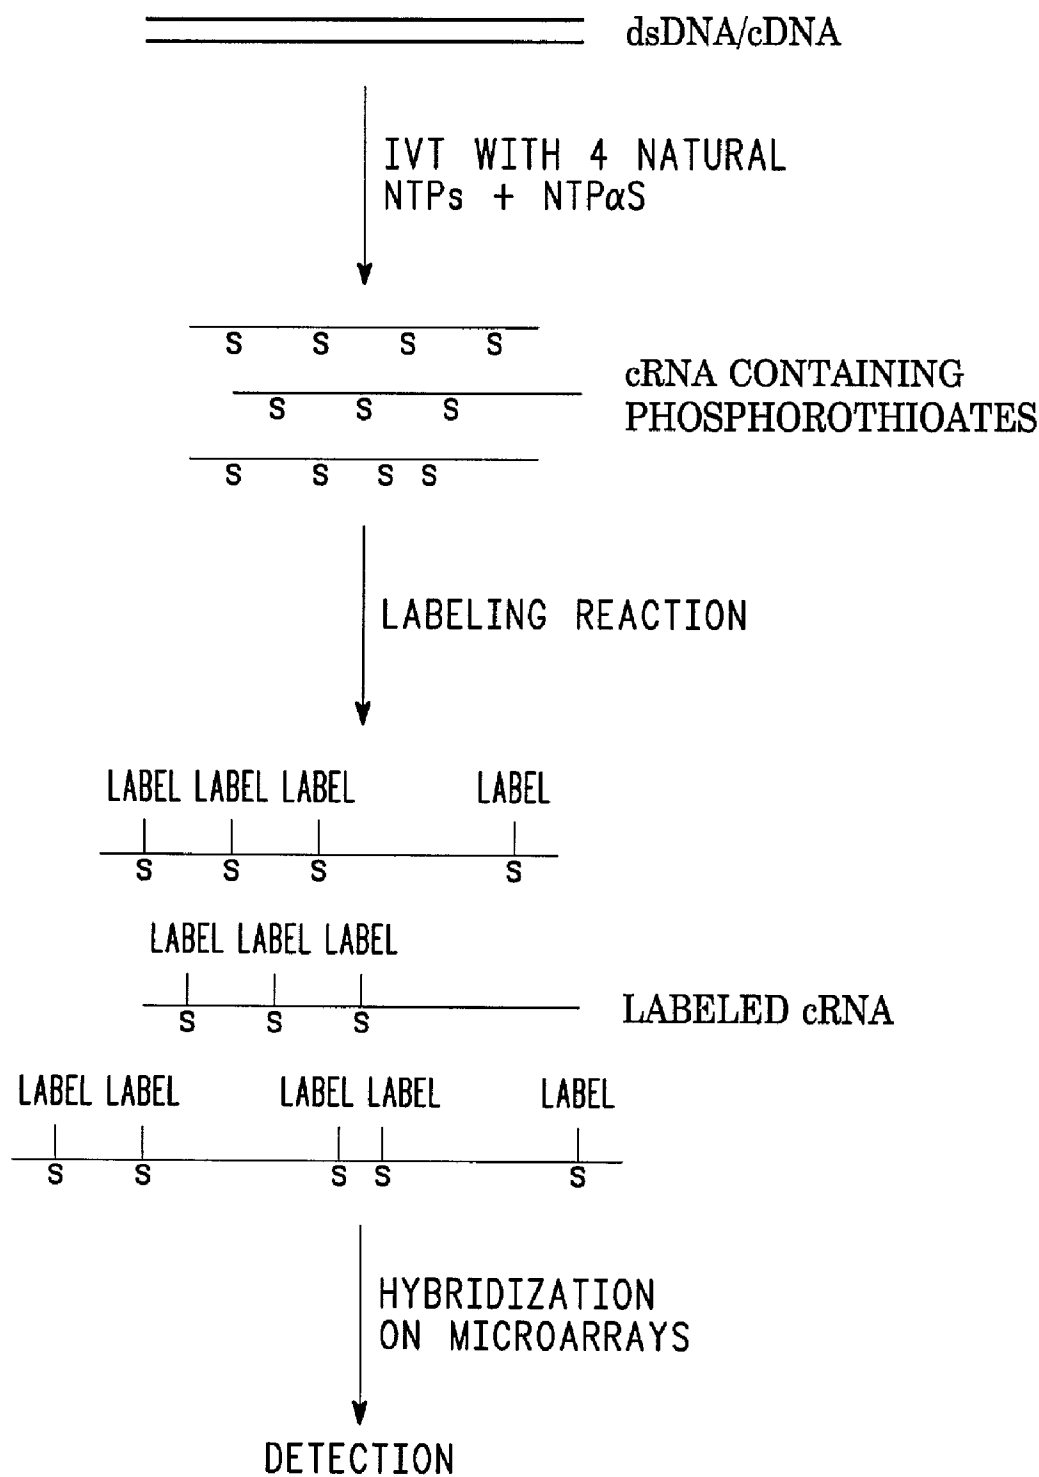 dsDNA/cDNA
IVT WITH 4 NATURAL
NTPs + NTPαS
S S S S
S S S
S S S S
cRNA CONTAINING
PHOSPHOROTHIOATES
LABELING REACTION
LABEL LABEL LABEL LABEL
S S S S
LABEL LABEL LABEL
S S S
LABELED cRNA
LABEL LABEL LABEL LABEL LABEL
S S S S S
HYBRIDIZATION
ON MICROARRAYS
DETECTION